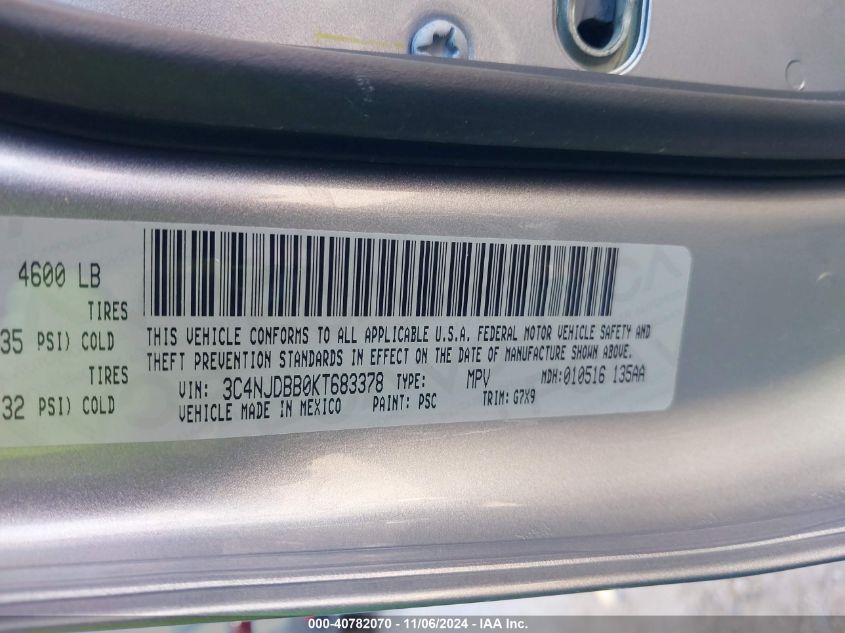 4600 LB
TIRES
35 PSI) COLD
TIRES
32 PSI) COLD
THIS VEHICLE CONFORMS TO ALL APPLICABLE U.S.A. FEDERAL MOTOR VEHICLE SAFETY AND
THEFT PREVENTION STANDARDS IN EFFECT ON THE DATE OF MANUFACTURE SHOWN ABOVE.
VIN: 3C4NJDBB0KT683378 TYPE: MPV MDH:010516 135AA
VEHICLE MADE IN MEXICO PAINT: PSC TRIM: G7X9
000-40782070 - 11/06/2024 - IAA Inc.